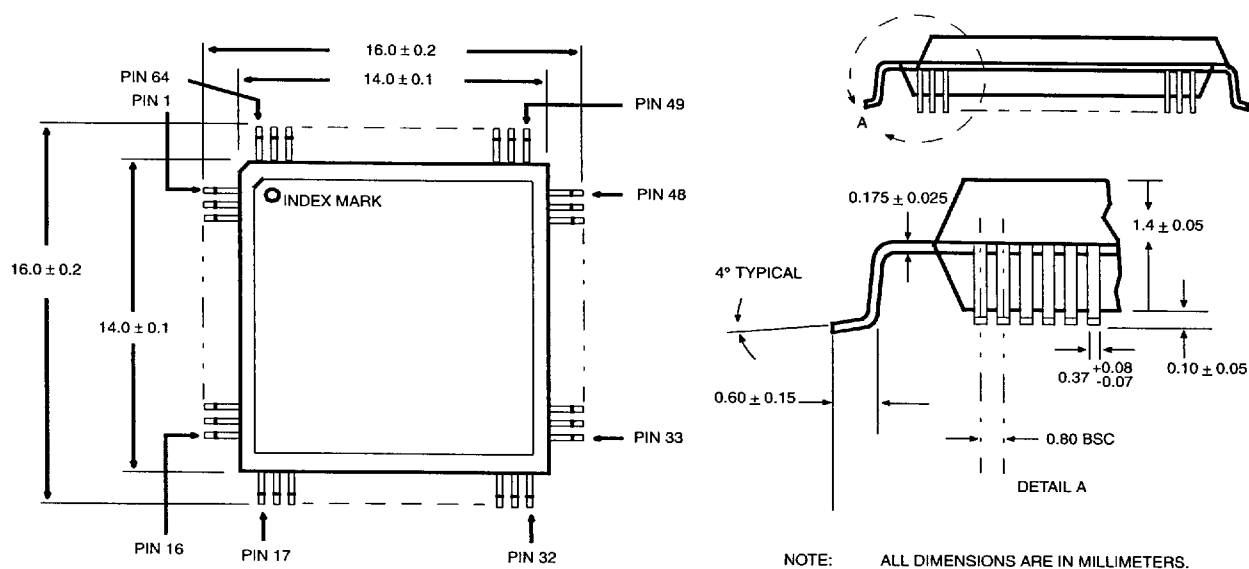 16.0 ± 0.2
14.0 ± 0.1
PIN 64
PIN 1
PIN 49
INDEX MARK
PIN 48
16.0 ± 0.2
14.0 ± 0.1
PIN 33
PIN 16
PIN 17
PIN 32
A
0.175 ± 0.025
1.4 ± 0.05
4° TYPICAL
0.37 +0.08
-0.07
0.10 ± 0.05
0.60 ± 0.15
0.80 BSC
DETAIL A
NOTE: ALL DIMENSIONS ARE IN MILLIMETERS.